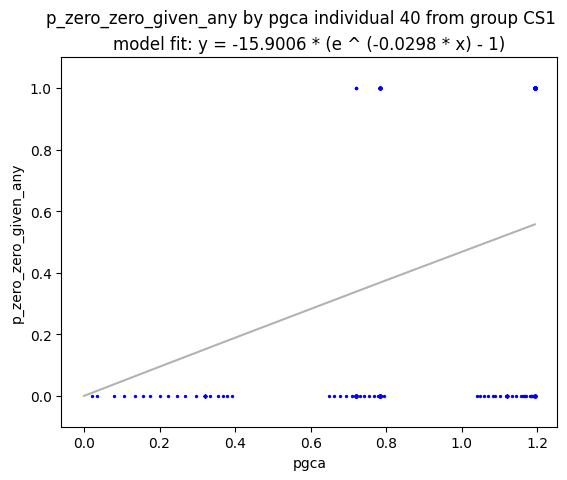 p_zero_zero_given_any by pgca individual 40 from group CS1
model fit: y = -15.9006 * (e ^ (-0.0298 * x) - 1)
1.0
0.8
0.6
0.4
0.2
0.0
p_zero_zero_given_any
0.0 0.2 0.4 0.6 0.8 1.0 1.2
pgca